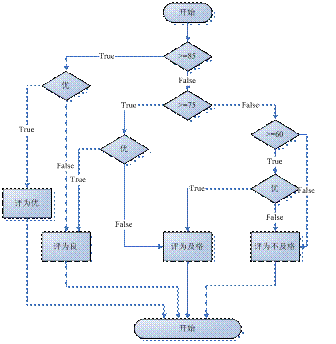 开始
>=85
True
False
优
>=75
True
False
True
False
优
>=60
True
False
True
False
True
优
False
评为优
评为良
评为及格
评为不及格
开始